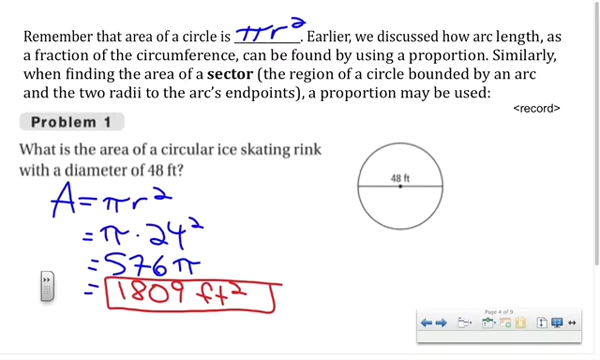 Remember that area of a circle is πr². Earlier, we discussed how arc length, as
a fraction of the circumference, can be found by using a proportion. Similarly,
when finding the area of a sector (the region of a circle bounded by an arc
and the two radii to the arc's endpoints), a proportion may be used:
<record>
Problem 1
What is the area of a circular ice skating rink
with a diameter of 48 ft?
48 ft
A=πr²
=π·24²
=576π
=1809 ft²
Page 4 of 9